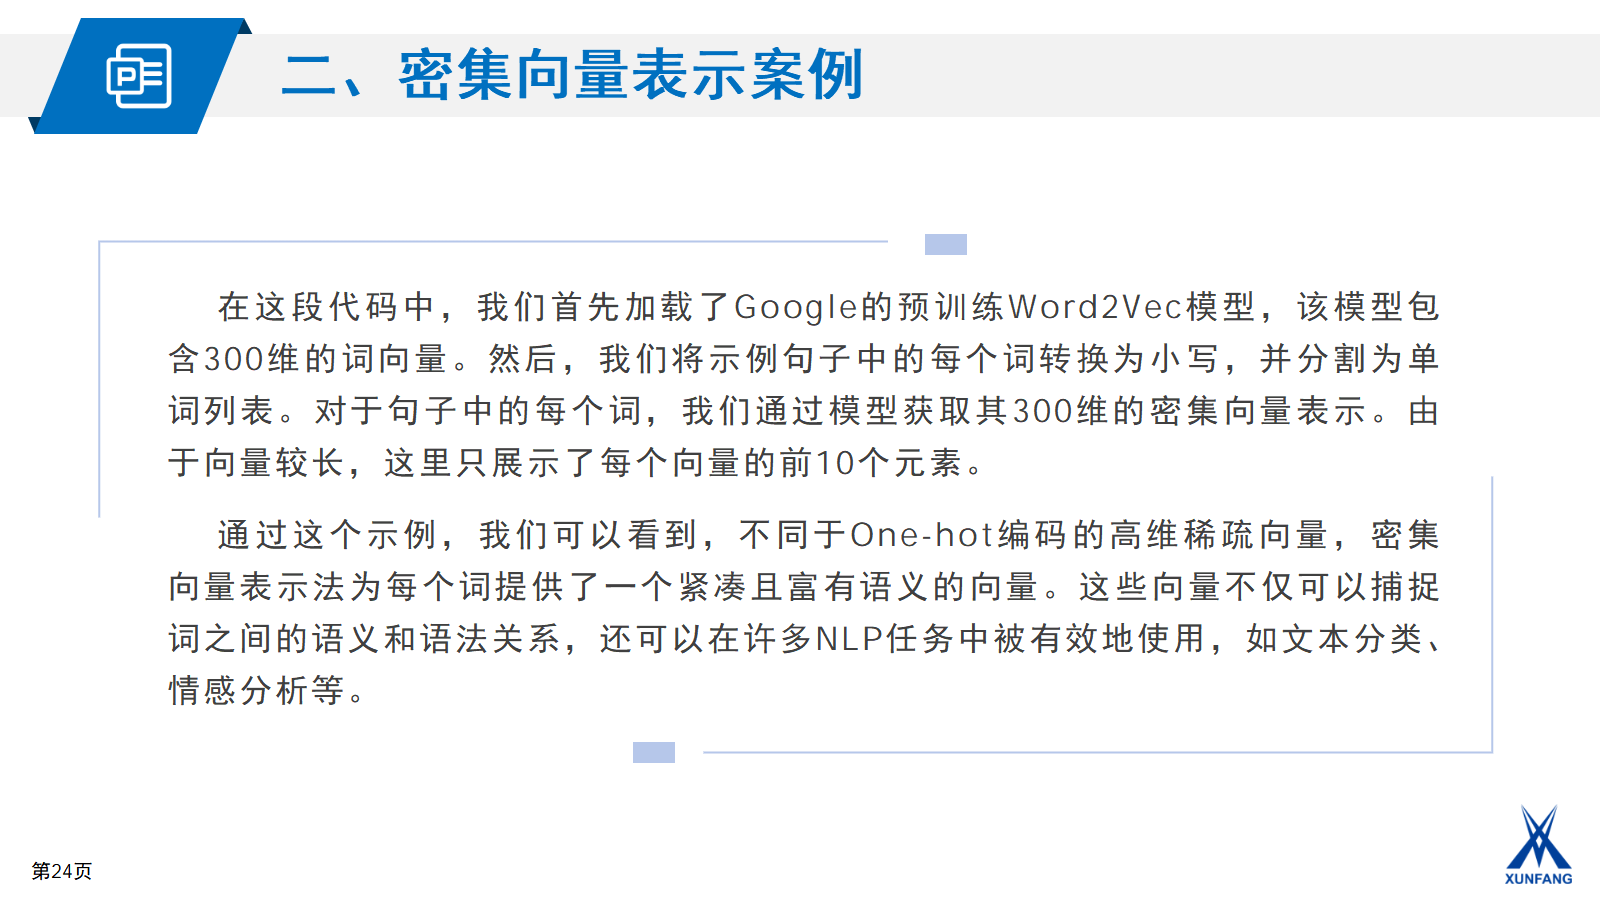 二、密集向量表示案例
在这段代码中，我们首先加载了Google的预训练Word2Vec模型，该模型包
含300维的词向量。然后，我们将示例句子中的每个词转换为小写，并分割为单
词列表。对于句子中的每个词，我们通过模型获取其300维的密集向量表示。由
于向量较长，这里只展示了每个向量的前10个元素。
通过这个示例，我们可以看到，不同于One-hot编码的高维稀疏向量，密集
向量表示法为每个词提供了一个紧凑且富有语义的向量。这些向量不仅可以捕捉
词之间的语义和语法关系，还可以在许多NLP任务中被有效地使用，如文本分类、
情感分析等。
第24页
XUNFANG